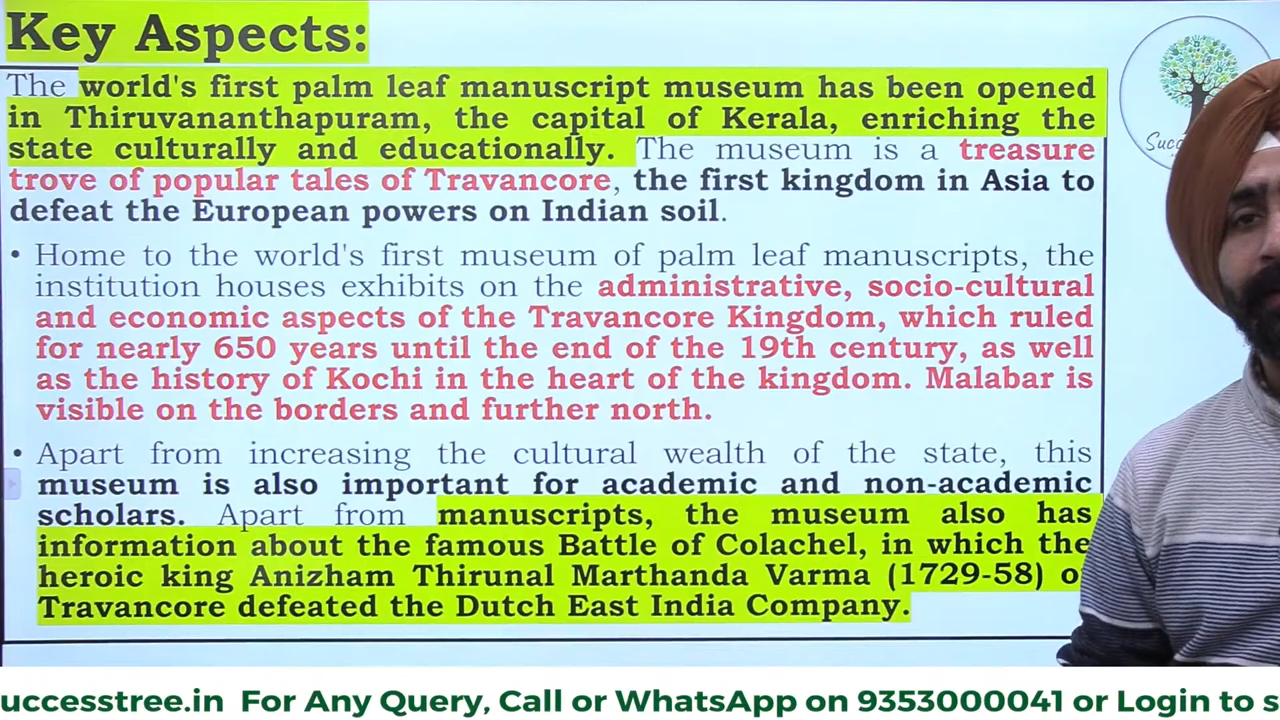 Key Aspects:
The world's first palm leaf manuscript museum has been opened
in Thiruvananthapuram, the capital of Kerala, enriching the
state culturally and educationally. The museum is a treasure
trove of popular tales of Travancore, the first kingdom in Asia to
defeat the European powers on Indian soil.
• Home to the world's first museum of palm leaf manuscripts, the
institution houses exhibits on the administrative, socio-cultural
and economic aspects of the Travancore Kingdom, which ruled
for nearly 650 years until the end of the 19th century, as well
as the history of Kochi in the heart of the kingdom. Malabar is
visible on the borders and further north.
• Apart from increasing the cultural wealth of the state, this
museum is also important for academic and non-academic
scholars. Apart from manuscripts, the museum also has
information about the famous Battle of Colachel, in which the
heroic king Anizham Thirunal Marthanda Varma (1729-58) o
Travancore defeated the Dutch East India Company.
Succ
uccesstree.in For Any Query, Call or WhatsApp on 9353000041 or Login to s